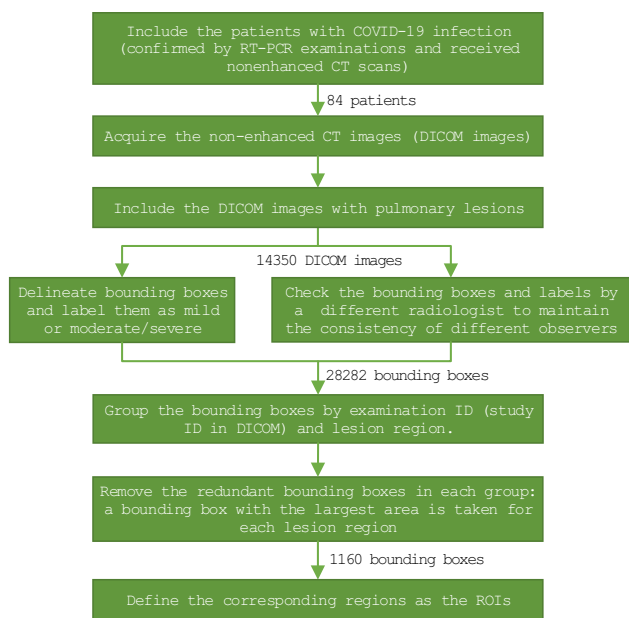 Include the patients with COVID-19 infection
(confirmed by RT-PCR examinations and received
nonenhanced CT scans)
84 patients
Acquire the non-enhanced CT images (DICOM images)
Include the DICOM images with pulmonary lesions
14350 DICOM images
Delineate bounding boxes
and label them as mild
or moderate/severe
Check the bounding boxes and labels by
a different radiologist to maintain
the consistency of different observers
28282 bounding boxes
Group the bounding boxes by examination ID (study
ID in DICOM) and lesion region.
Remove the redundant bounding boxes in each group:
a bounding box with the largest area is taken for
each lesion region
1160 bounding boxes
Define the corresponding regions as the ROIs